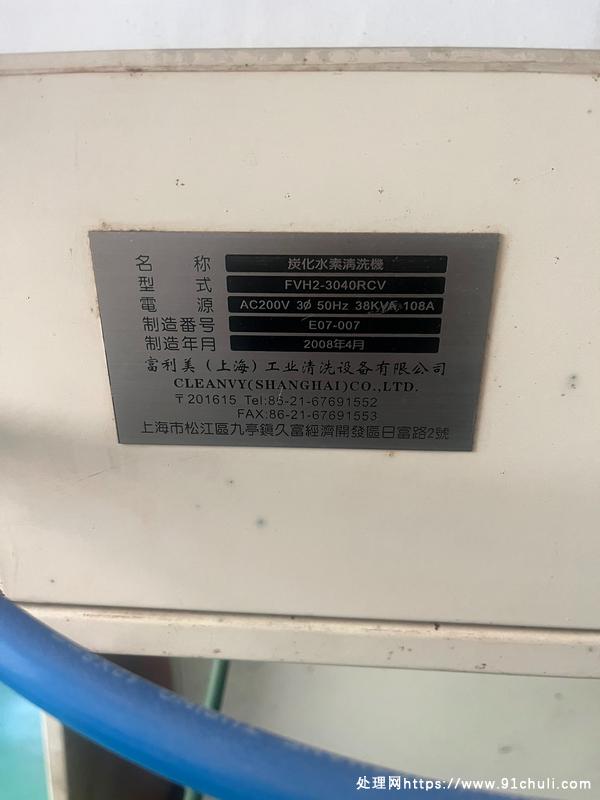 名 称 炭化水素清洗機
型 式 FVH2-3040RCV
電 源 AC200V 3Ø 50Hz 38KVA 108A
制造番号 E07-007
制造年月 2008年4月
富利美(上海)工业清洗设备有限公司
CLEANVY(SHANGHAI)CO.,LTD.
〒201615 Tel:86-21-67691552
FAX:86-21-67691553
上海市松江區九亭鎮久富經濟開發區日富路2號
处理网https://www.91chuli.com